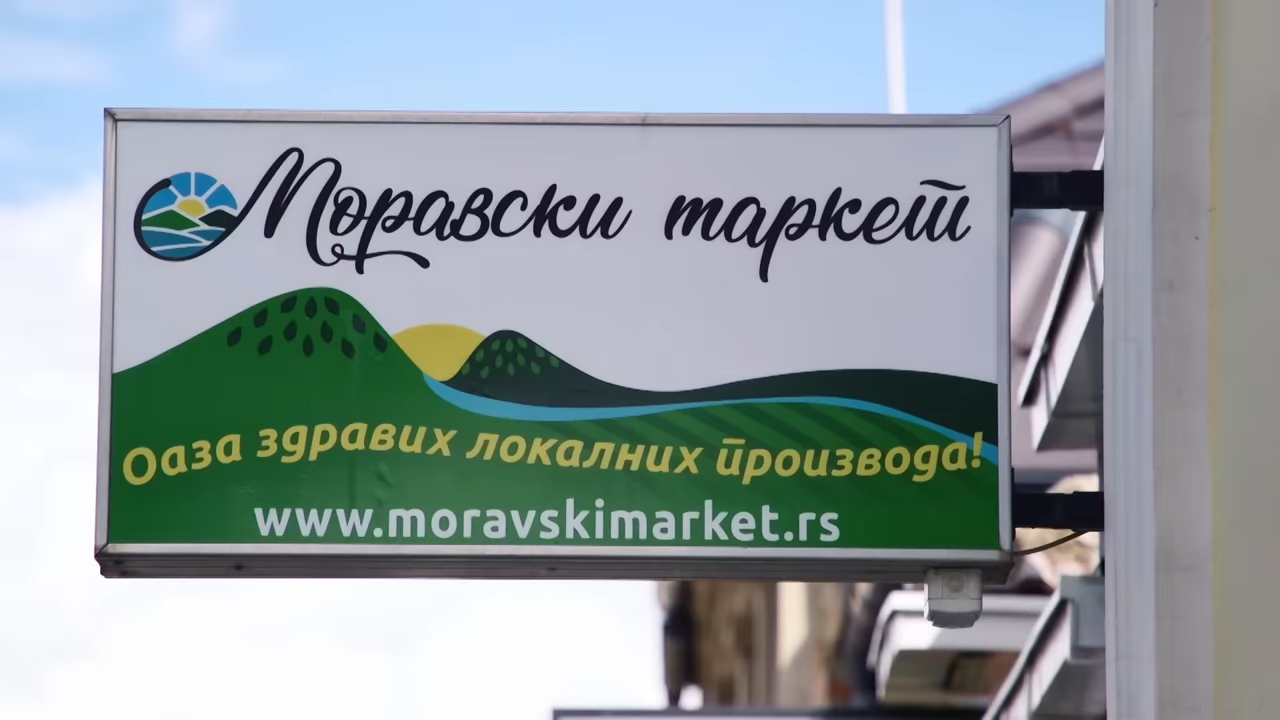 Моравски маркет
Оаза здравих локалних производа!
www.moravskimarket.rs